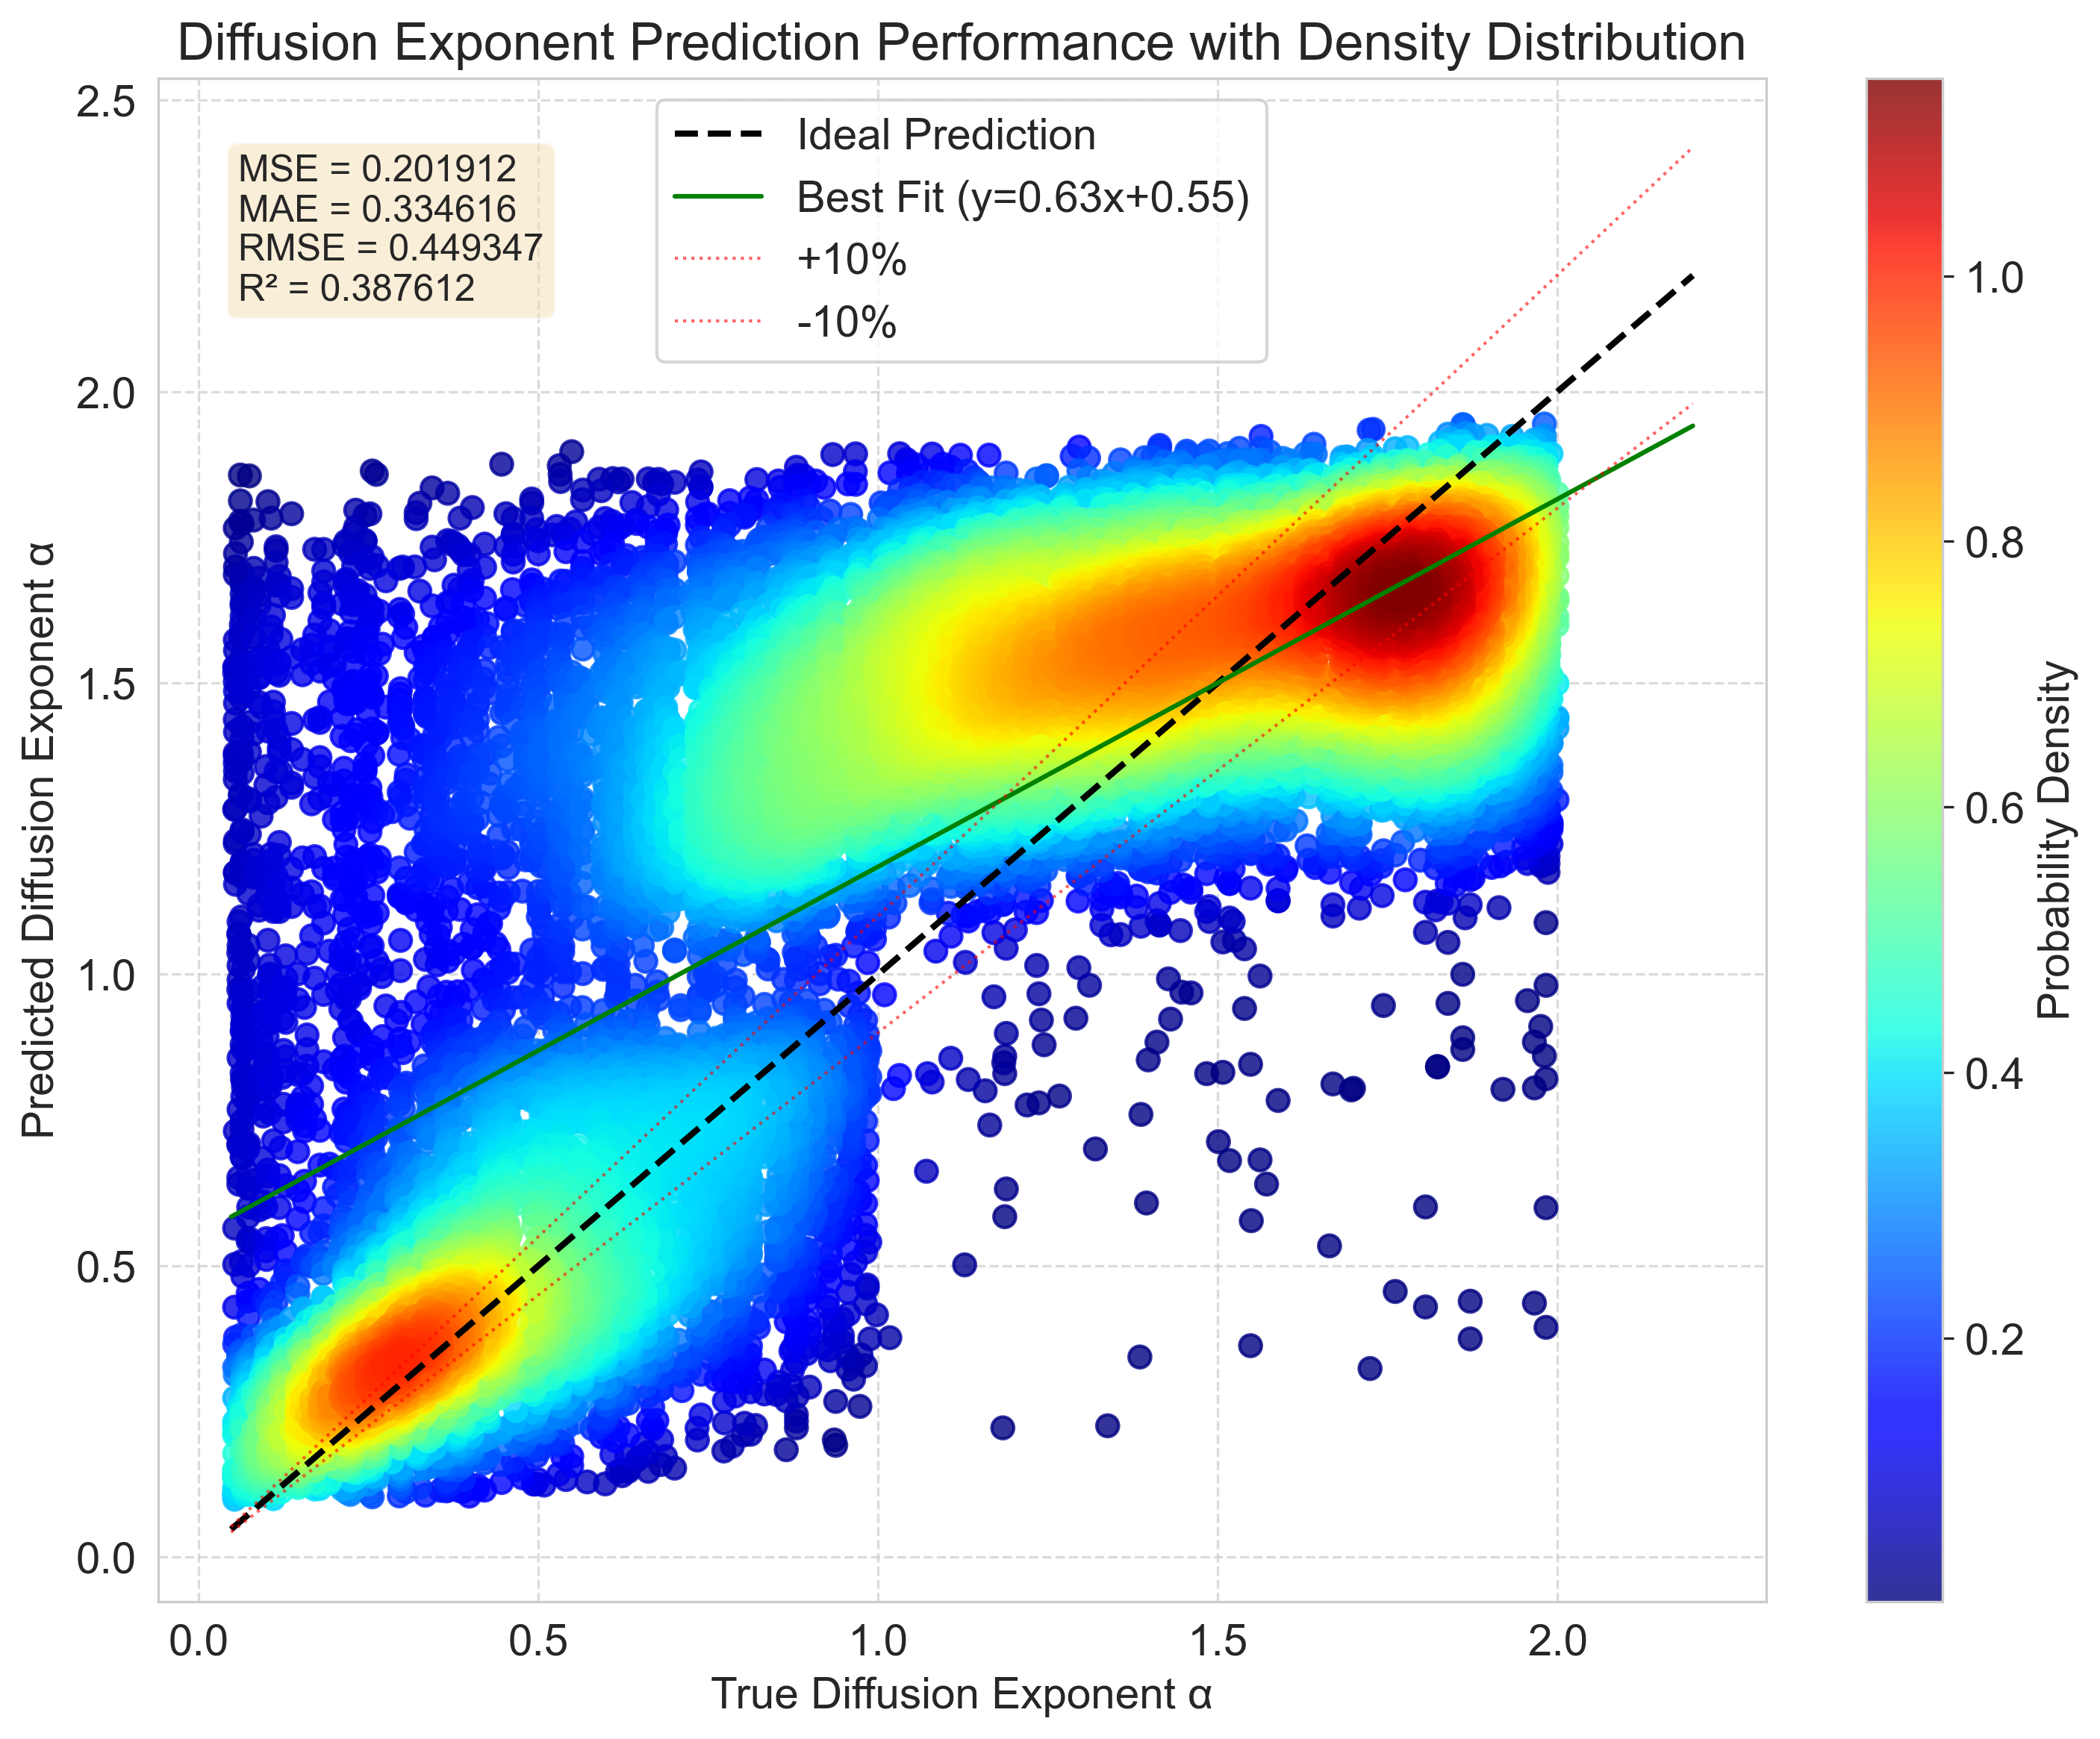 Diffusion Exponent Prediction Performance with Density Distribution
2.5
2.0
1.5
1.0
0.5
0.0
Predicted Diffusion Exponent α
MSE = 0.201912
MAE = 0.334616
RMSE = 0.449347
R² = 0.387612
Ideal Prediction
Best Fit (y=0.63x+0.55)
+10%
-10%
0.0
0.5
1.0
1.5
2.0
True Diffusion Exponent α
1.0
0.8
0.6
0.4
0.2
Probability Density